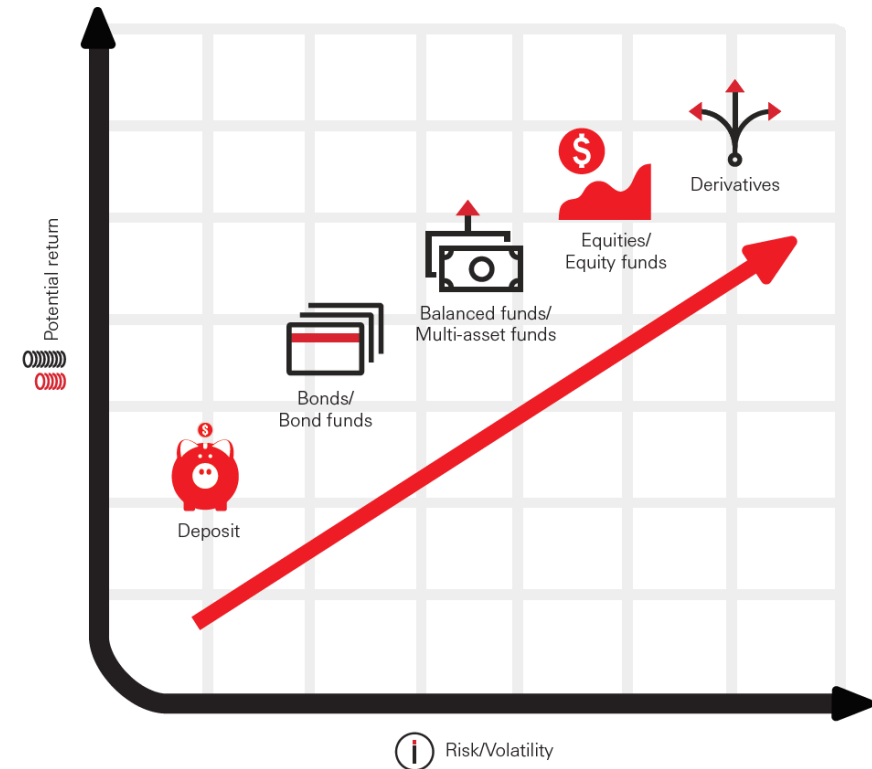 $
Derivatives
Equities/
Equity funds
Balanced funds/
Multi-asset funds
Bonds/
Bond funds
$
Deposit
Potential return
i Risk/Volatility